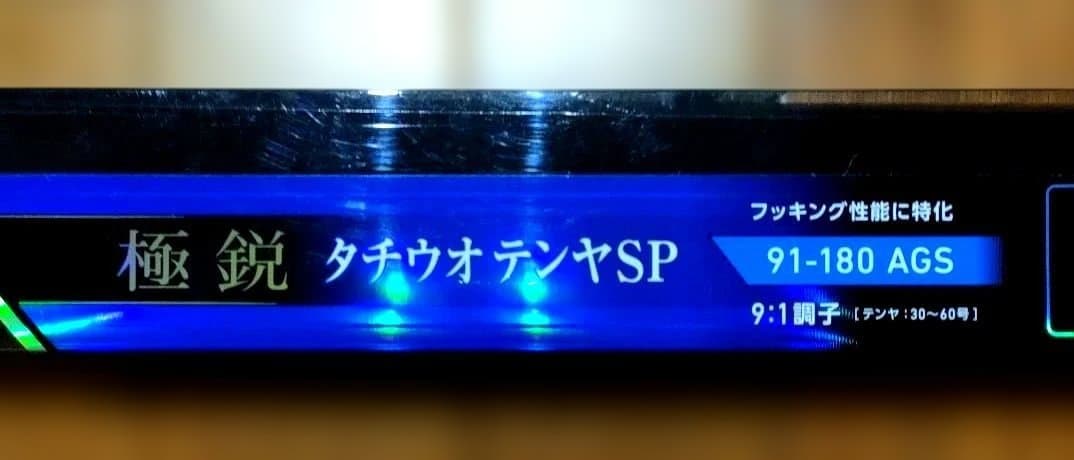 極鋭 タチウオ テンヤSP
フッキング性能に特化
91-180 AGS
9:1調子 [テンヤ:30～60号]